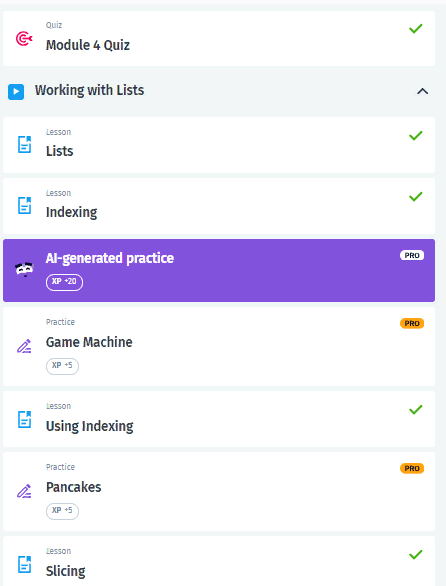 Quiz
Module 4 Quiz
Working with Lists
Lesson
Lists
Lesson
Indexing
AI-generated practice
PRO
XP +20
Practice
PRO
Game Machine
XP +5
Lesson
Using Indexing
Practice
PRO
Pancakes
XP +5
Lesson
Slicing